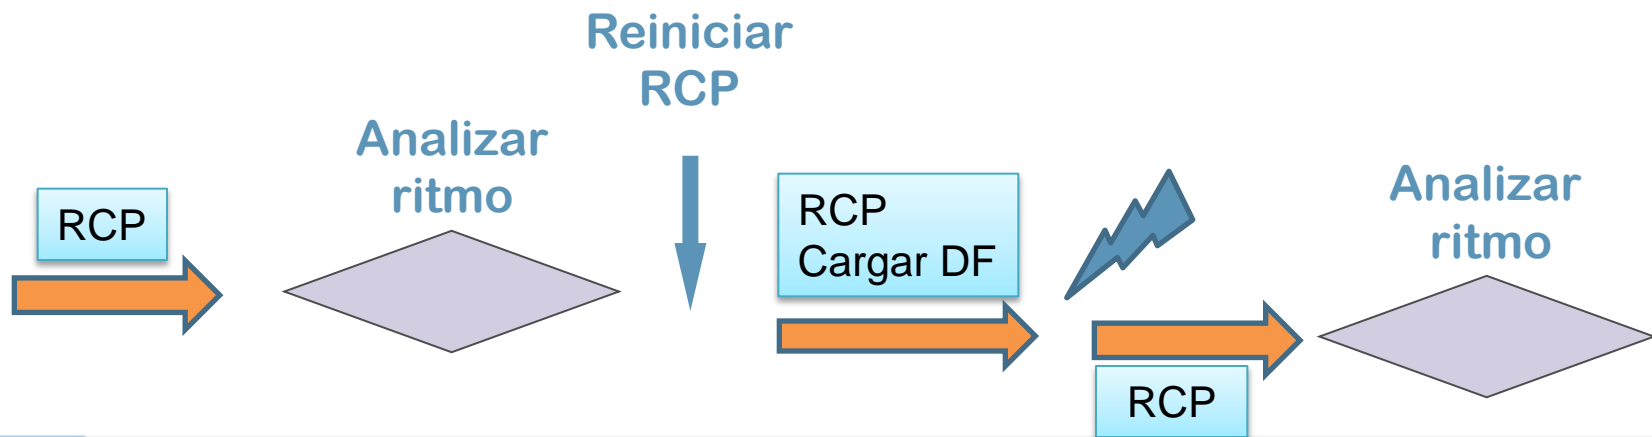 RCP
Analizar
ritmo
Reiniciar
RCP
RCP
Cargar DF
RCP
Analizar
ritmo